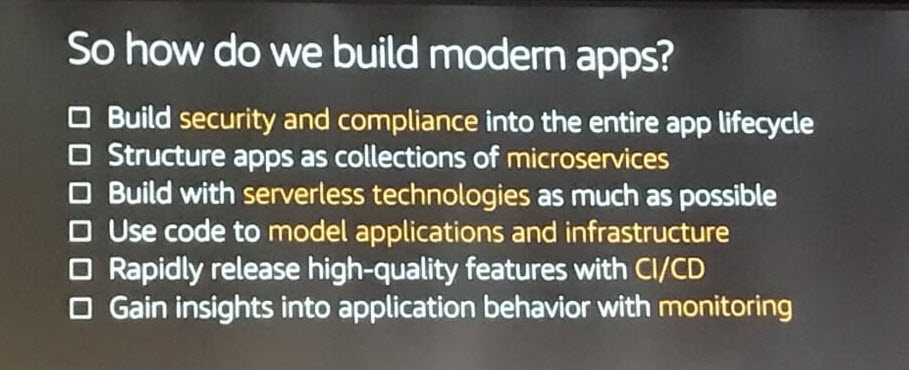 So how do we build modern apps?
Build security and compliance into the entire app lifecycle
Structure apps as collections of microservices
Build with serverless technologies as much as possible
Use code to model applications and infrastructure
Rapidly release high-quality features with CI/CD
Gain insights into application behavior with monitoring